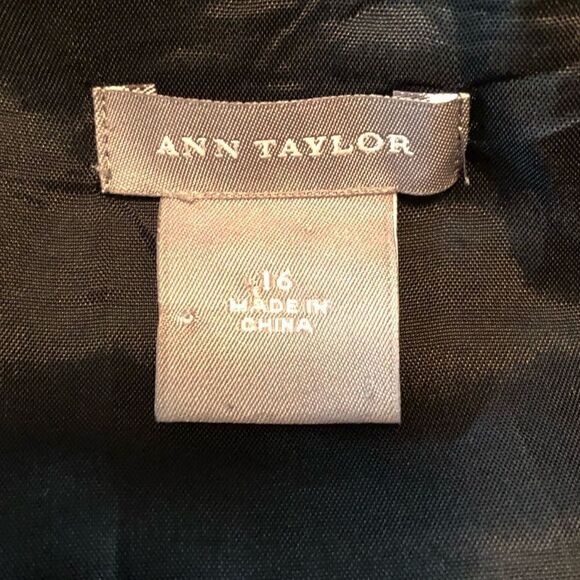 ANN TAYLOR
16
MADE IN
CHINA